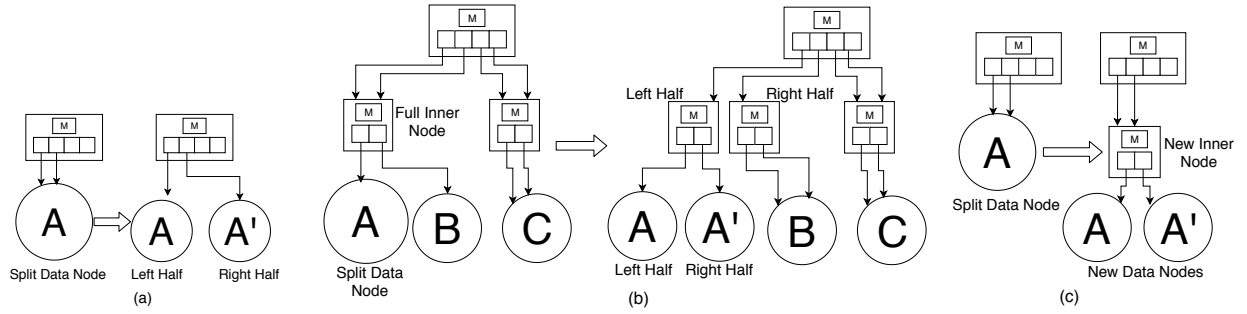 M
M
A
A
A'
Split Data Node
Left Half
Right Half
(a)
M
M
Full Inner
Node
M
A
B
C
Split Data
Node
M
Left Half
Right Half
M
M
M
A
A'
B
C
Left Half
Right Half
(b)
M
M
A
M
New Inner
Node
Split Data Node
A
A'
New Data Nodes
(c)